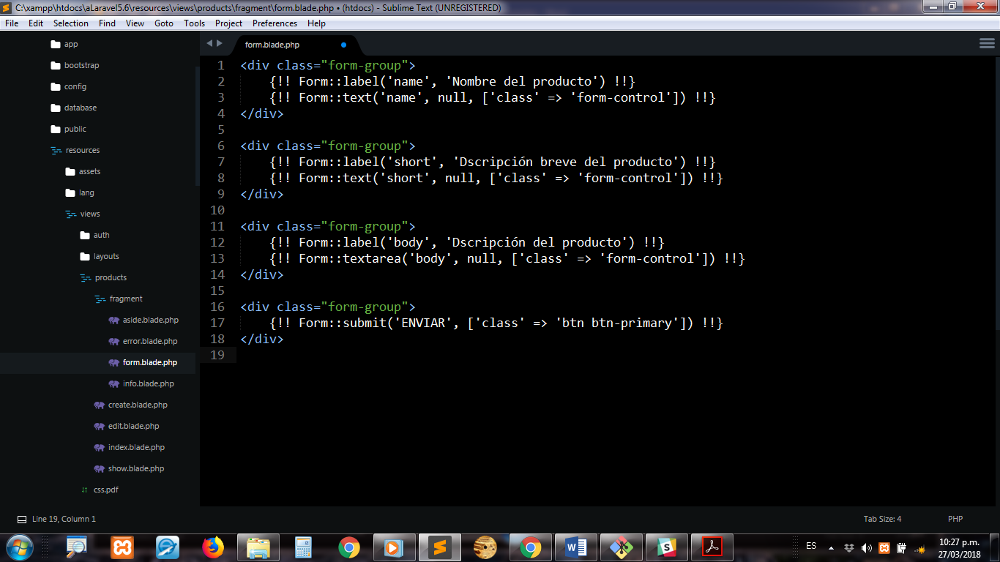 C:\xampp\htdocs\aLaravel5.6\resources\views\products\fragment\form.blade.php • (htdocs) - Sublime Text (UNREGISTERED)
File Edit Selection Find View Goto Tools Project Preferences Help
app
bootstrap
config
database
public
resources
assets
lang
views
auth
layouts
products
fragment
aside.blade.php
error.blade.php
form.blade.php
info.blade.php
create.blade.php
edit.blade.php
index.blade.php
show.blade.php
css.pdf
form.blade.php
1 <div class="form-group">
2     {!! Form::label('name', 'Nombre del producto') !!}
3     {!! Form::text('name', null, ['class' => 'form-control']) !!}
4 </div>
5
6 <div class="form-group">
7     {!! Form::label('short', 'Dscripción breve del producto') !!}
8     {!! Form::text('short', null, ['class' => 'form-control']) !!}
9 </div>
10
11 <div class="form-group">
12     {!! Form::label('body', 'Dscripción del producto') !!}
13     {!! Form::textarea('body', null, ['class' => 'form-control']) !!}
14 </div>
15
16 <div class="form-group">
17     {!! Form::submit('ENVIAR', ['class' => 'btn btn-primary']) !!}
18 </div>
19
Line 19, Column 1
Tab Size: 4
PHP
ES
10:27 p.m.
27/03/2018